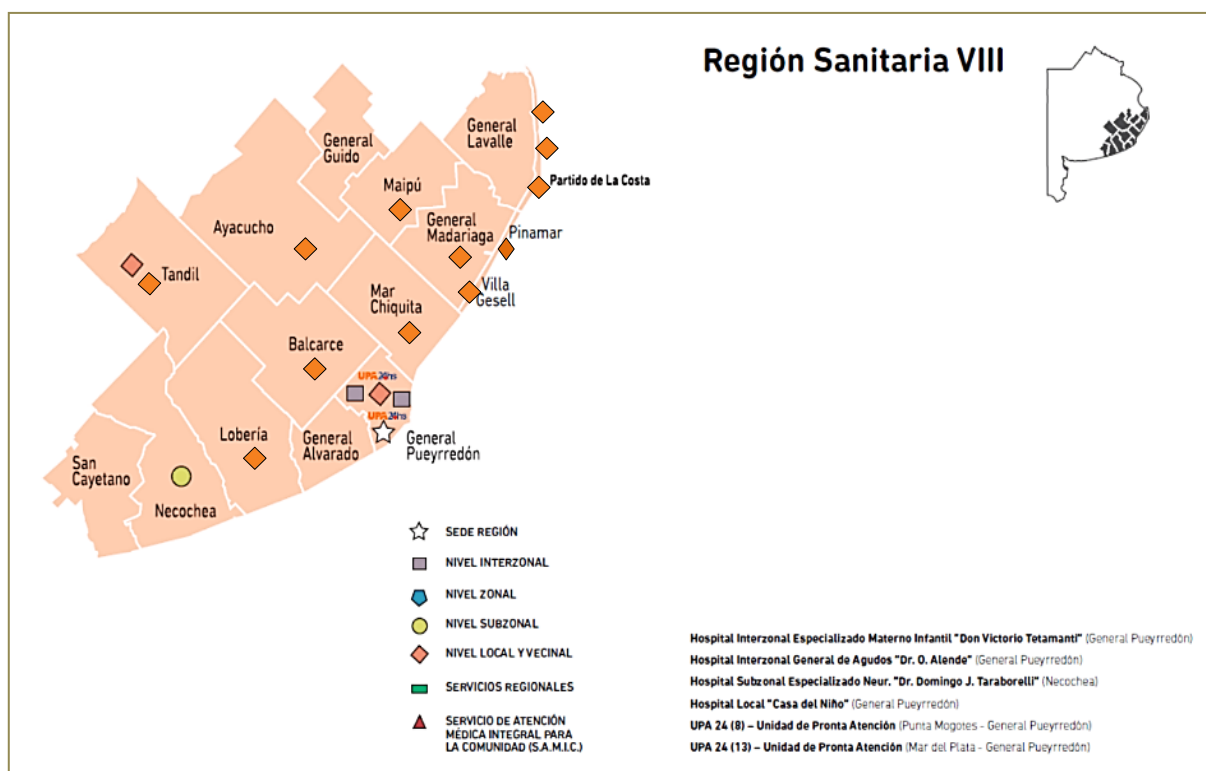 Región Sanitaria VIII
General
Guido
General
Lavalle
Maipú
Partido de La Costa
General
Madariaga
Pinamar
Ayacucho
Tandil
Villa
Gesell
Mar
Chiquita
Balcarce
UPA 24hs
UPA 24hs
Lobería
General
Alvarado
General
Pueyrredón
San
Cayetano
Necochea
SEDE REGIÓN
NIVEL INTERZONAL
NIVEL ZONAL
NIVEL SUBZONAL
NIVEL LOCAL Y VECINAL
SERVICIOS REGIONALES
SERVICIO DE ATENCIÓN
MÉDICA INTEGRAL PARA
LA COMUNIDAD (S.A.M.I.C.)
Hospital Interzonal Especializado Materno Infantil "Don Victorio Tetamanti" (General Pueyrredón)
Hospital Interzonal General de Agudos "Dr. O. Alende" (General Pueyrredón)
Hospital Subzonal Especializado Neur. "Dr. Domingo J. Taraborelli" (Necochea)
Hospital Local "Casa del Niño" (General Pueyrredón)
UPA 24 (8) – Unidad de Pronta Atención (Punta Mogotes - General Pueyrredón)
UPA 24 (13) – Unidad de Pronta Atención (Mar del Plata - General Pueyrredón)